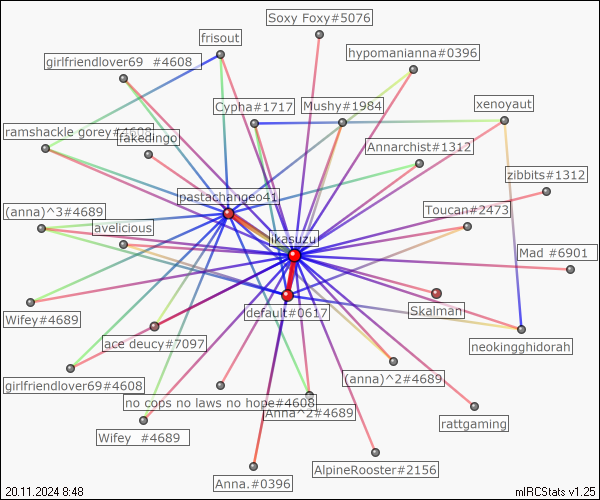 Soxy Foxy#5076
frisout
hypomanianna#0396
girlfriendlover69 #4608
Cypha#1717
Mushy#1984
xenoyaut
ramshackle gorey#4608
fakedingo
Annarchist#1312
zibbits#1312
pastachangeo41
(anna)^3#4689
Toucan#2473
avelicious
ikasuzu
Mad #6901
default#0617
Skalman
Wifey#4689
ace deucy#7097
neokingghidorah
girlfriendlover69#4608
(anna)^2#4689
no cops no laws no hope#4608
Anna^2#4689
rattgaming
Wifey #4689
AlpineRooster#2156
Anna.#0396
20.11.2024 8:48
mIRCStats v1.25